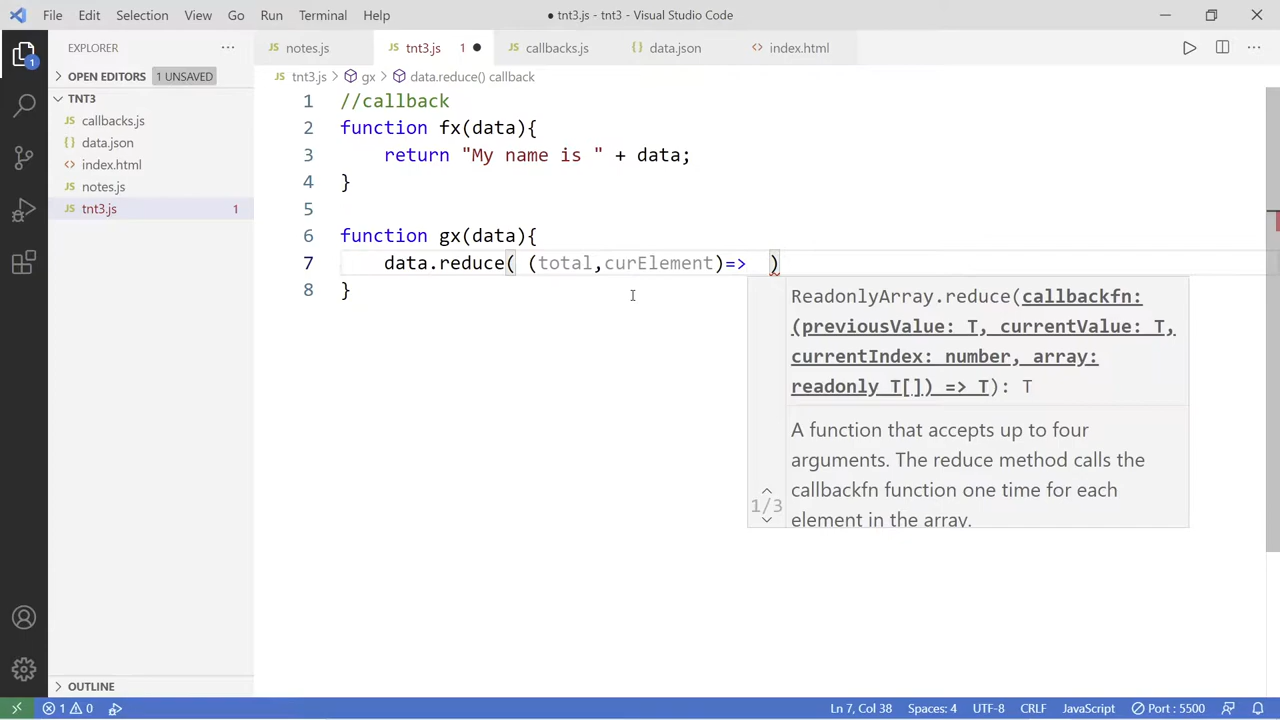 File Edit Selection View Go Run Terminal Help ● tnt3.js - tnt3 - Visual Studio Code
EXPLORER ···
JS notes.js JS tnt3.js 1 ● JS callbacks.js {} data.json <> index.html ···
OPEN EDITORS 1 UNSAVED
JS tnt3.js > gx > data.reduce() callback
TNT3
JS callbacks.js
{} data.json
<> index.html
JS notes.js
JS tnt3.js 1
1
1 //callback
2 function fx(data){
3 return "My name is " + data;
4 }
5
6 function gx(data){
7 data.reduce( (total,curElement)=> )
8 }
ReadonlyArray.reduce(callbackfn:
(previousValue: T, currentValue: T,
currentIndex: number, array:
readonly T[]) => T): T
A function that accepts up to four
arguments. The reduce method calls the
callbackfn function one time for each
element in the array.
1/3
OUTLINE
1 0 Ln 7, Col 38 Spaces: 4 UTF-8 CRLF JavaScript Port : 5500